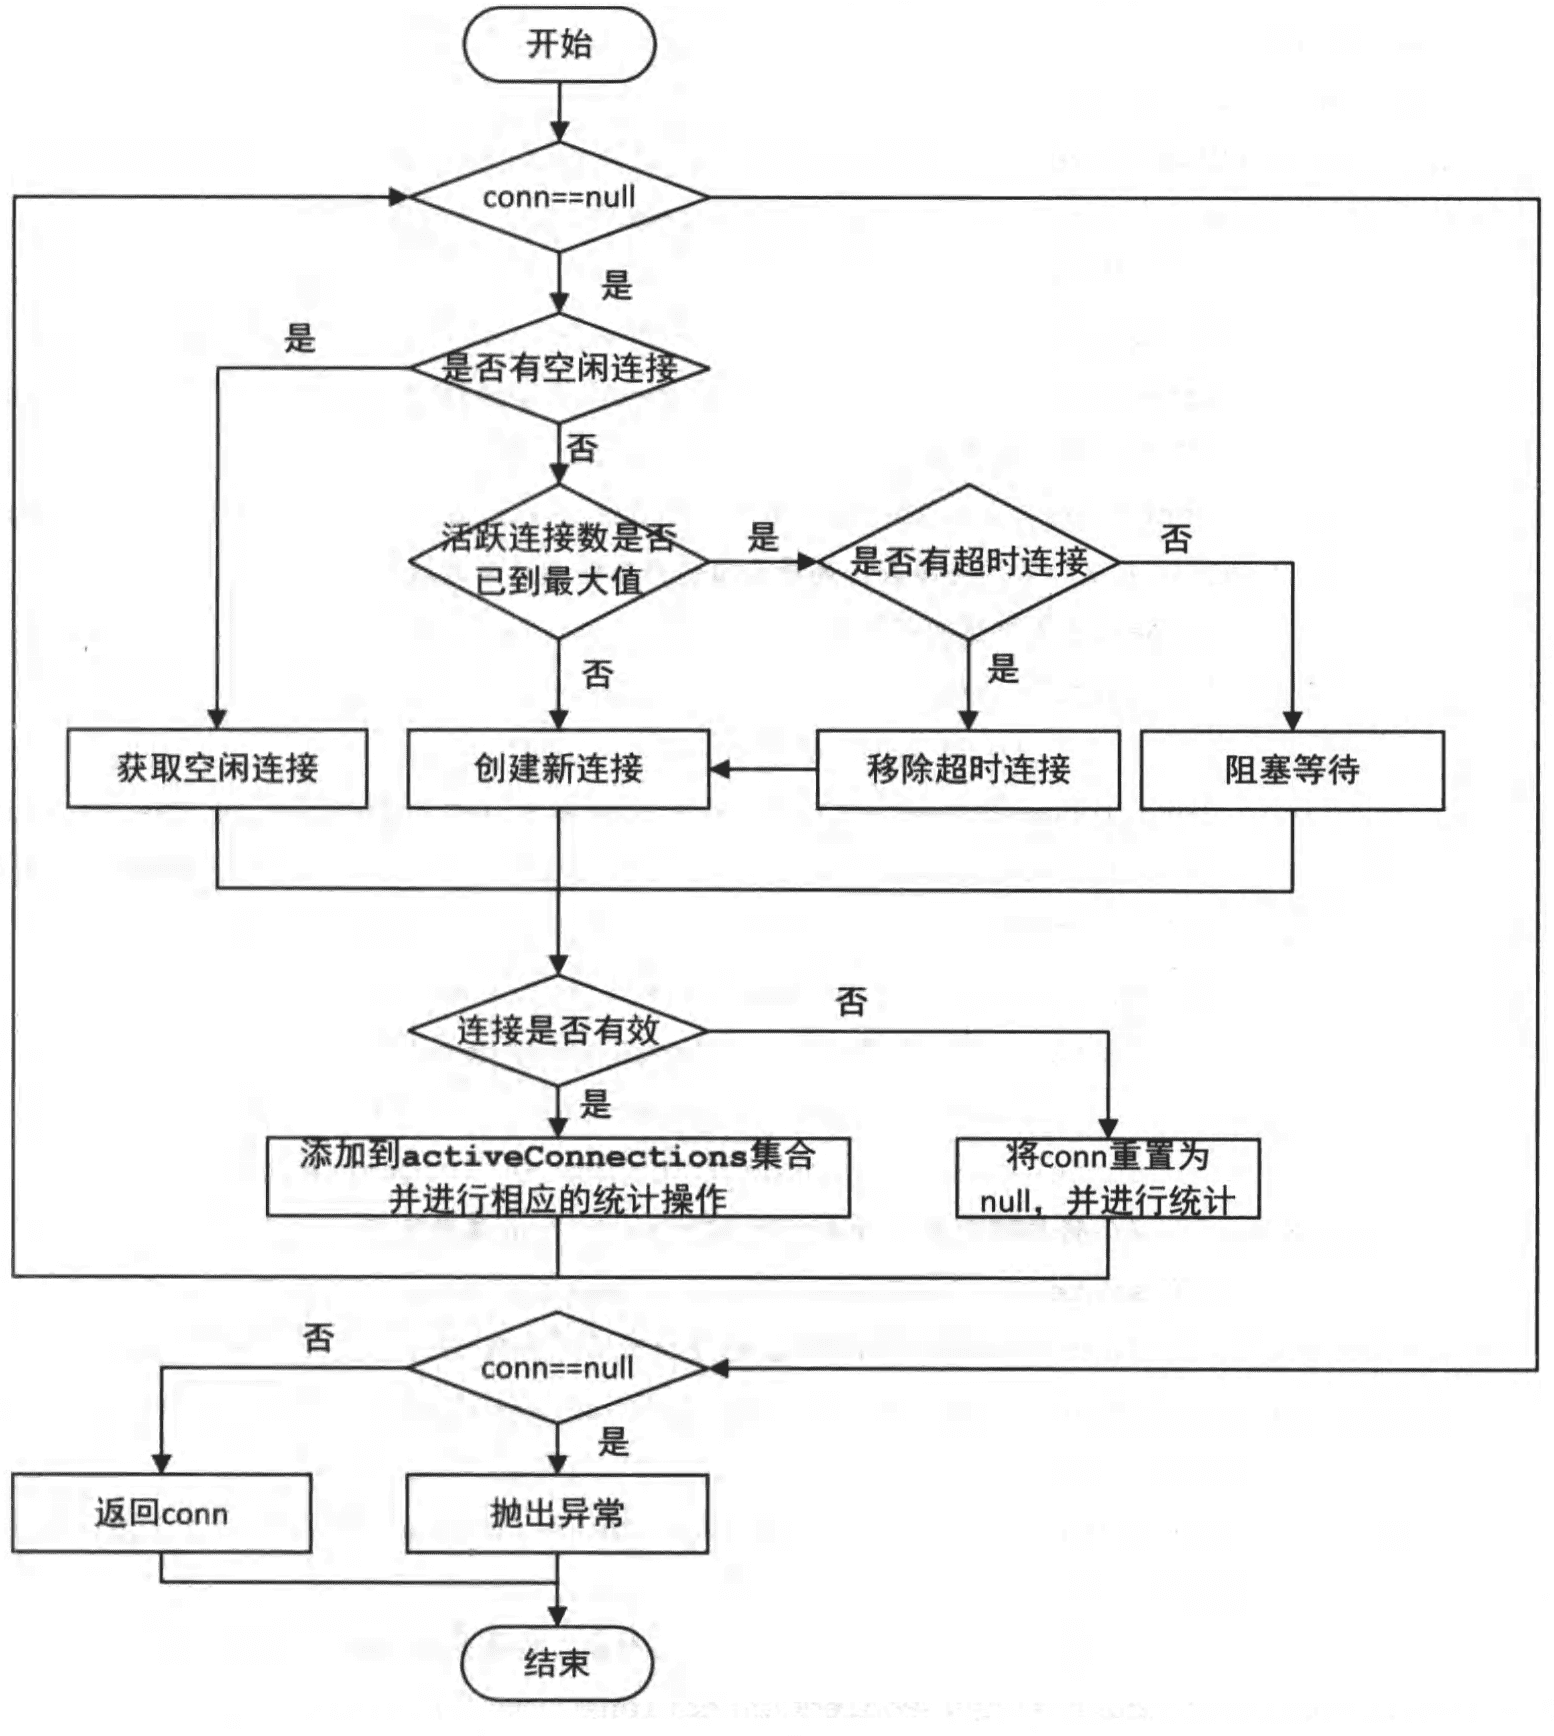 开始
conn==null
是
是
是否有空闲连接
否
活跃连接数是否
已到最大值
是
是否有超时连接
否
否
是
获取空闲连接
创建新连接
移除超时连接
阻塞等待
连接是否有效
否
是
添加到activeConnections集合
并进行相应的统计操作
将conn重置为
null，并进行统计
否
conn==null
是
返回conn
抛出异常
结束